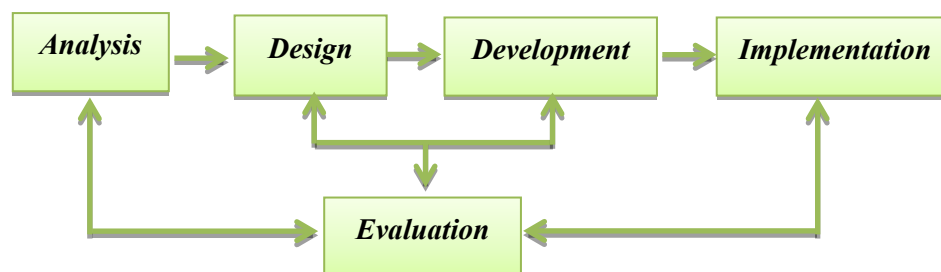 Analysis
Design
Development
Implementation
Evaluation